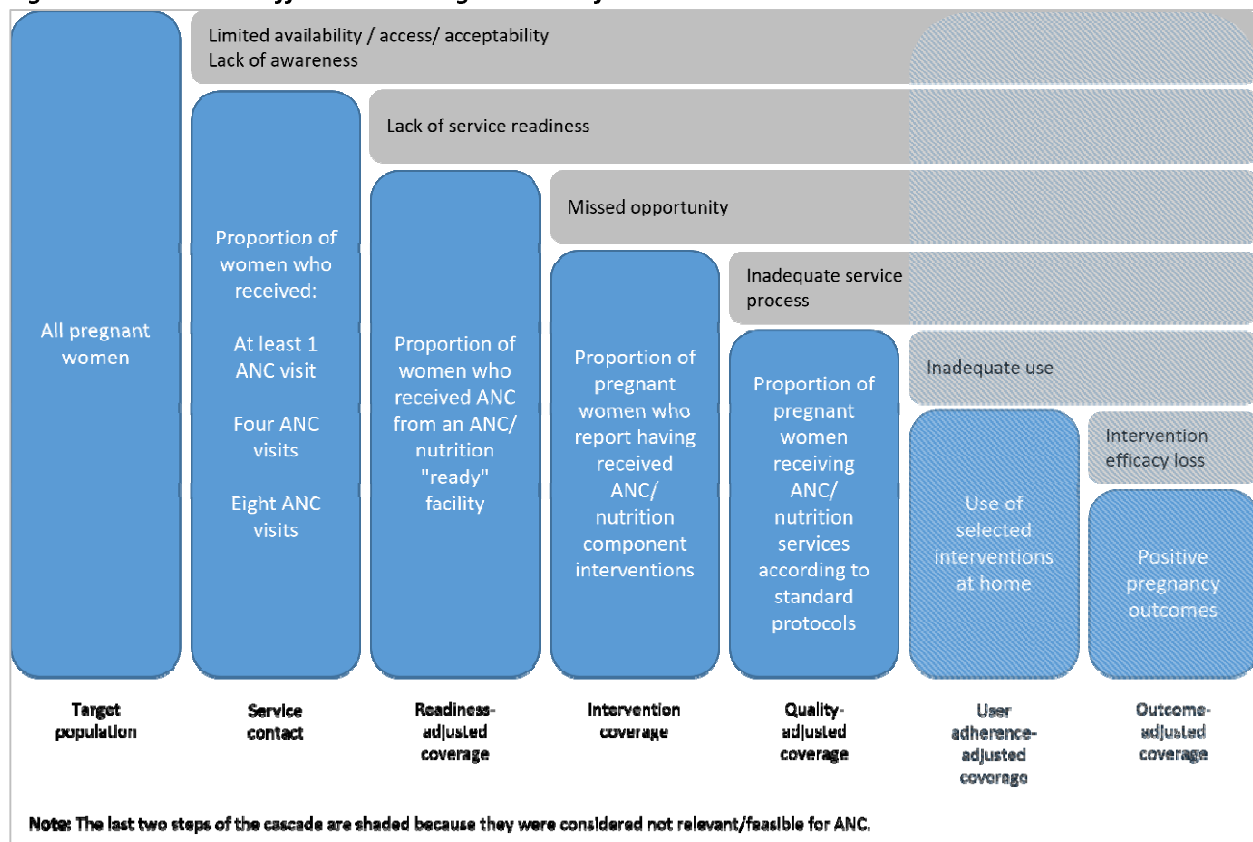 Limited availability / access/ acceptability
Lack of awareness
Lack of service readiness
Missed opportunity
Inadequate service
process
Inadequate use
Intervention
efficacy loss
All pregnant
women
Proportion of
women who
received:
At least 1
ANC visit
Four ANC
visits
Eight ANC
visits
Proportion of
women who
received ANC
from an ANC/
nutrition
"ready"
facility
Proportion of
pregnant
women who
report having
received
ANC/
nutrition
component
interventions
Proportion of
pregnant
women
receiving
ANC/
nutrition
services
according to
standard
protocols
Use of
selected
interventions
at home
Positive
pregnancy
outcomes
Target
population
Service
contact
Readiness-
adjusted
coverage
Intervention
coverage
Quality-
adjusted
coverage
User
adherence-
adjusted
coverage
Outcome-
adjusted
coverage
Note: The last two steps of the cascade are shaded because they were considered not relevant/feasible for ANC.